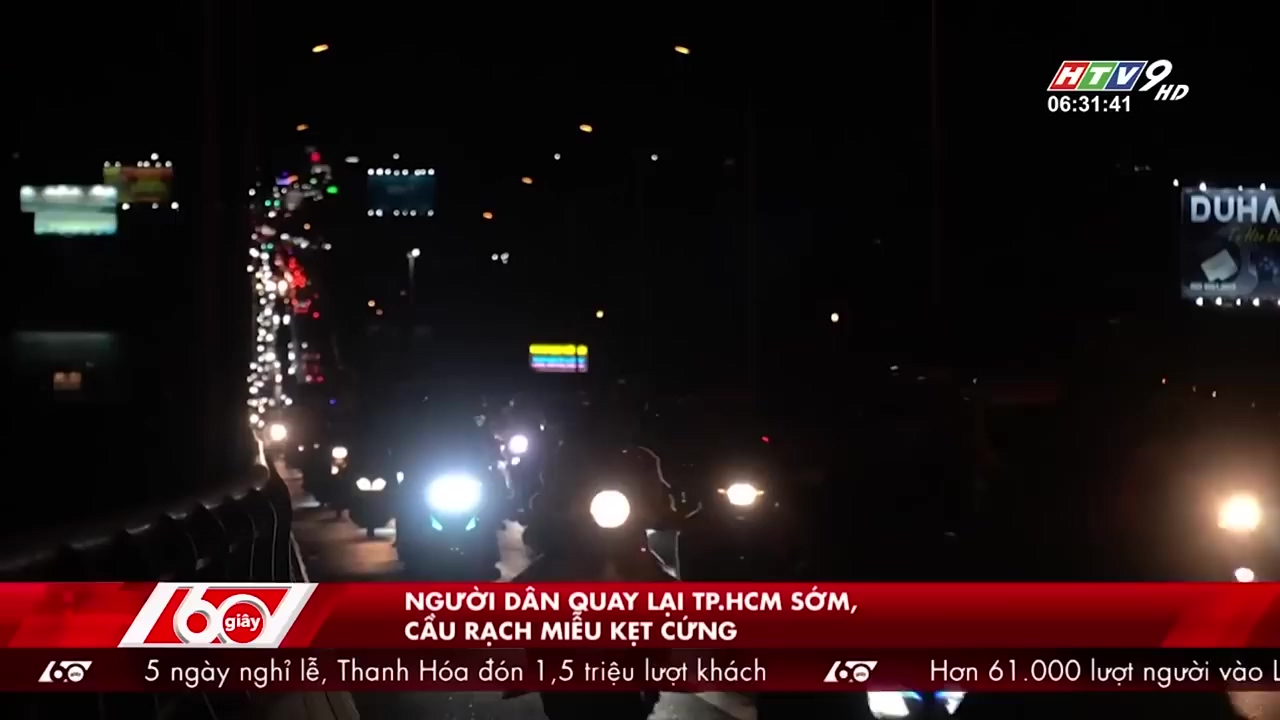 HTV9 HD
06:31:41
DUHA
60 giây
NGƯỜI DÂN QUAY LẠI TP.HCM SỚM,
CẦU RẠCH MIỄU KẸT CỨNG
60 5 ngày nghỉ lễ, Thanh Hóa đón 1,5 triệu lượt khách 60 Hơn 61.000 lượt người vào L